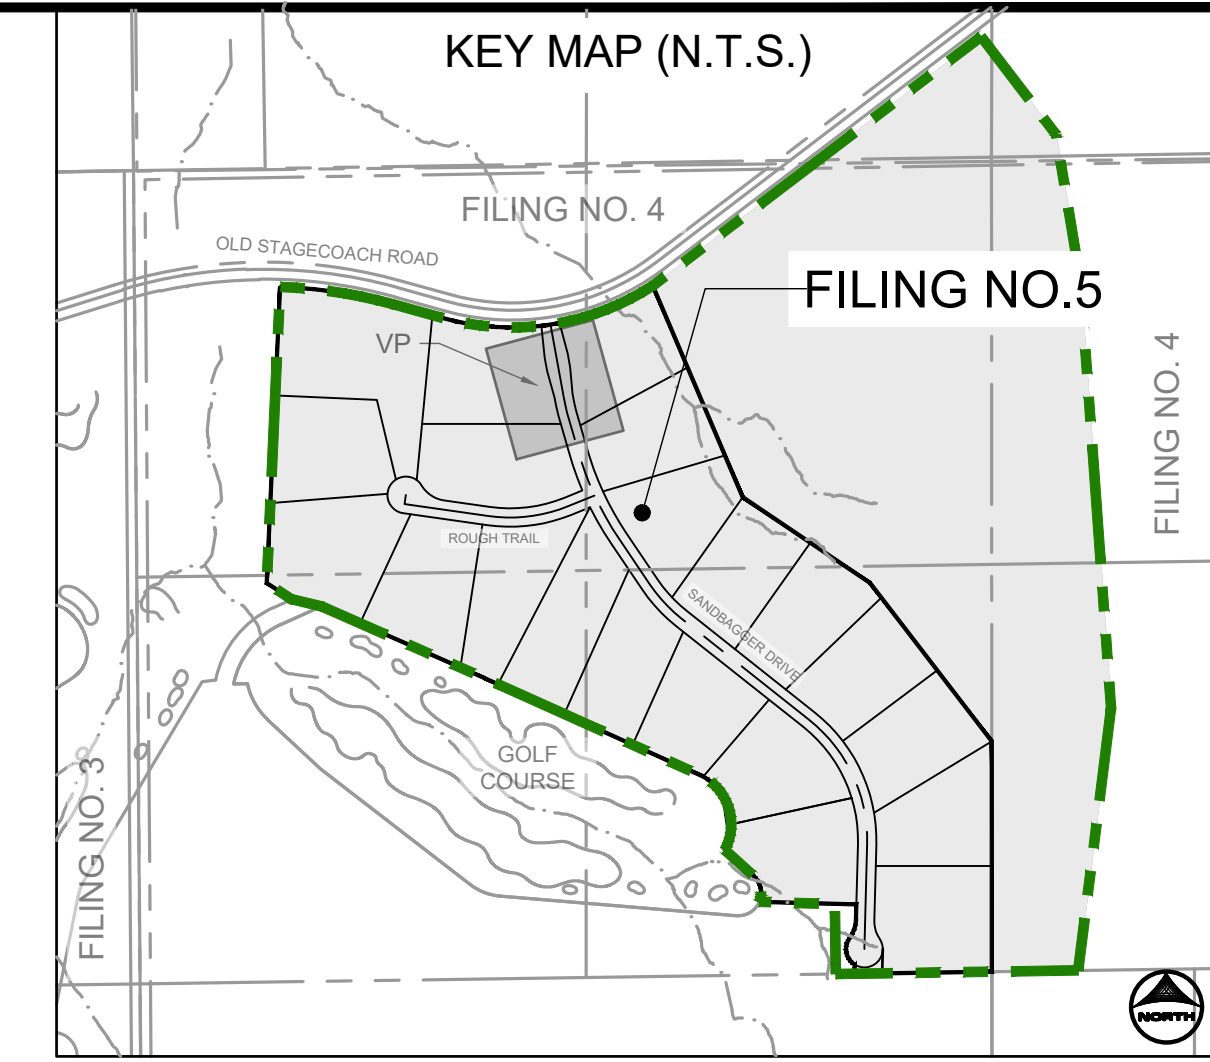 KEY MAP (N.T.S.)
FILING NO. 4
OLD STAGECOACH ROAD
FILING NO.5
VP
FILING NO. 4
ROUGH TRAIL
SANDBAGGER DRIVE
GOLF
COURSE
FILING NO. 3
NORTH